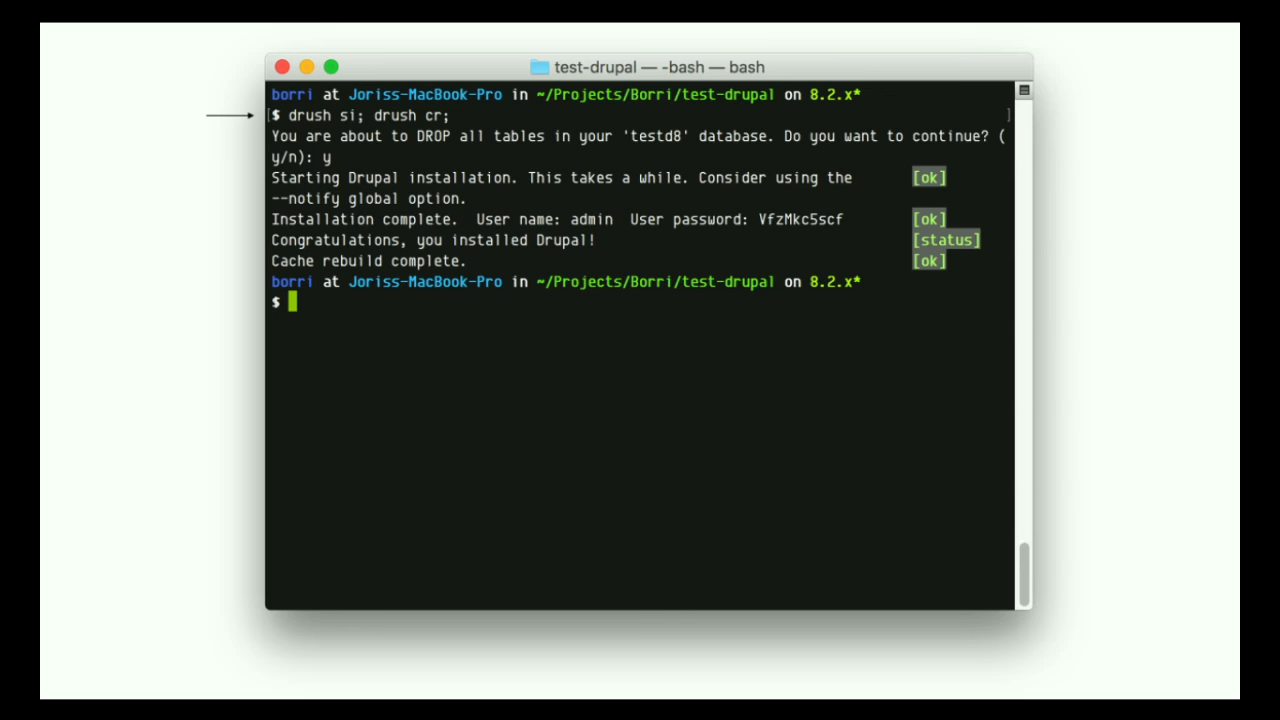 test-drupal — -bash — bash
borri at Joriss-MacBook-Pro in ~/Projects/Borri/test-drupal on 8.2.x*
[$ drush si; drush cr; ]
You are about to DROP all tables in your 'testd8' database. Do you want to continue? (
y/n): y
Starting Drupal installation. This takes a while. Consider using the [ok]
--notify global option.
Installation complete. User name: admin User password: VfzMkc5scf [ok]
Congratulations, you installed Drupal! [status]
Cache rebuild complete. [ok]
borri at Joriss-MacBook-Pro in ~/Projects/Borri/test-drupal on 8.2.x*
$